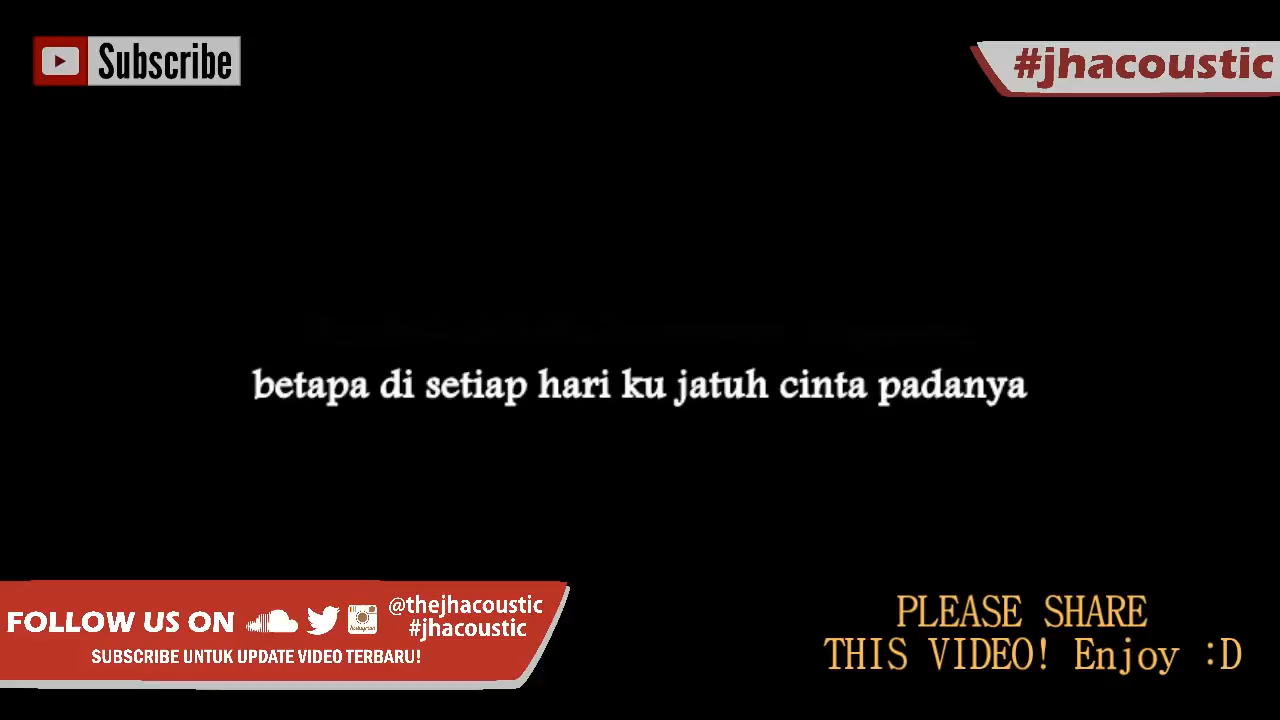 Subscribe
#jhacoustic
betapa di setiap hari ku jatuh cinta padanya
FOLLOW US ON
@thejhacoustic
#jhacoustic
SUBSCRIBE UNTUK UPDATE VIDEO TERBARU!
PLEASE SHARE
THIS VIDEO! Enjoy :D